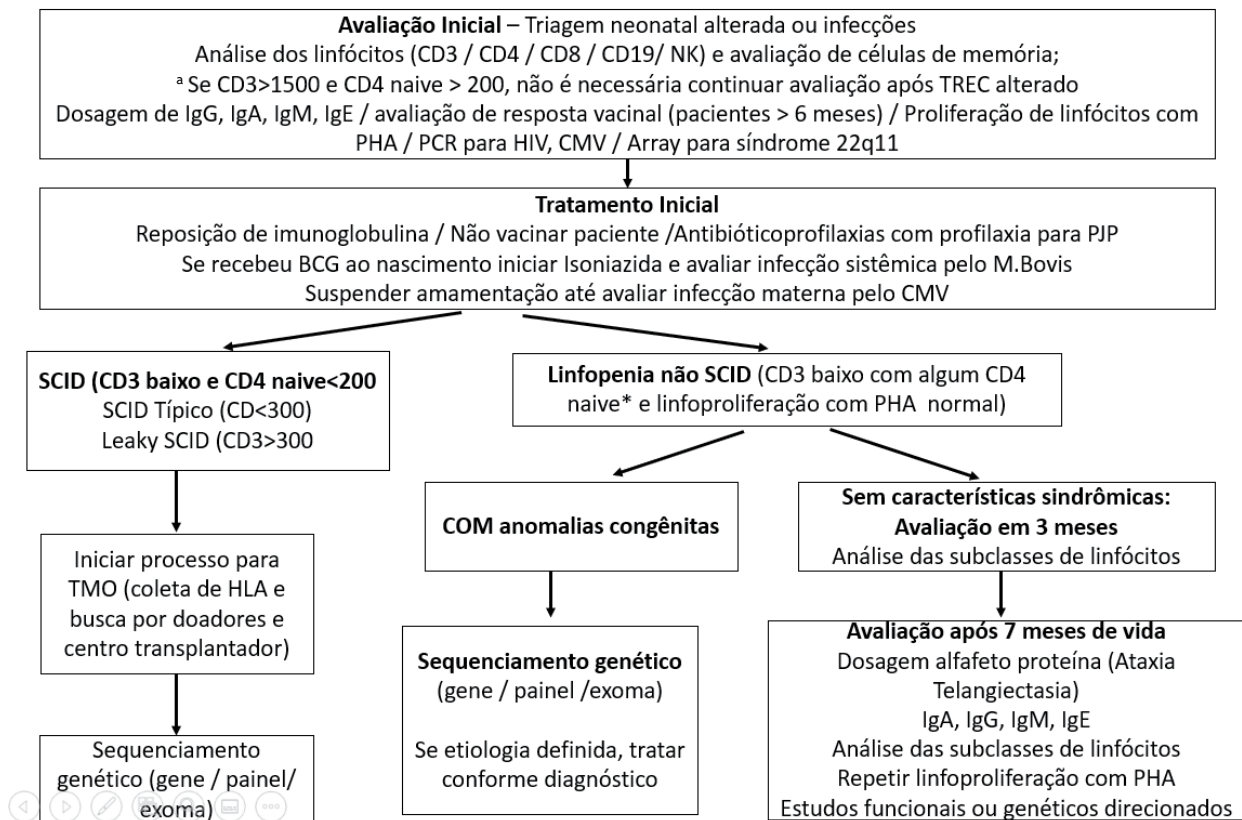 Avaliação Inicial – Triagem neonatal alterada ou infecções
Análise dos linfócitos (CD3 / CD4 / CD8 / CD19/ NK) e avaliação de células de memória;
ª Se CD3>1500 e CD4 naive > 200, não é necessária continuar avaliação após TREC alterado
Dosagem de IgG, IgA, IgM, IgE / avaliação de resposta vacinal (pacientes > 6 meses) / Proliferação de linfócitos com
PHA / PCR para HIV, CMV / Array para síndrome 22q11
Tratamento Inicial
Reposição de imunoglobulina / Não vacinar paciente /Antibióticoprofilaxias com profilaxia para PJP
Se recebeu BCG ao nascimento iniciar Isoniazida e avaliar infecção sistêmica pelo M.Bovis
Suspender amamentação até avaliar infecção materna pelo CMV
SCID (CD3 baixo e CD4 naive<200
SCID Típico (CD<300)
Leaky SCID (CD3>300
Linfopenia não SCID (CD3 baixo com algum CD4
naive* e linfoproliferação com PHA normal)
COM anomalias congênitas
Sem características sindrômicas:
Avaliação em 3 meses
Análise das subclasses de linfócitos
Iniciar processo para
TMO (coleta de HLA e
busca por doadores e
centro transplantador)
Sequenciamento genético
(gene / painel /exoma)
Se etiologia definida, tratar
conforme diagnóstico
Avaliação após 7 meses de vida
Dosagem alfafeto proteína (Ataxia
Telangiectasia)
IgA, IgG, IgM, IgE
Análise das subclasses de linfócitos
Repetir linfoproliferação com PHA
Estudos funcionais ou genéticos direcionados
Sequenciamento
genético (gene / painel/
exoma)